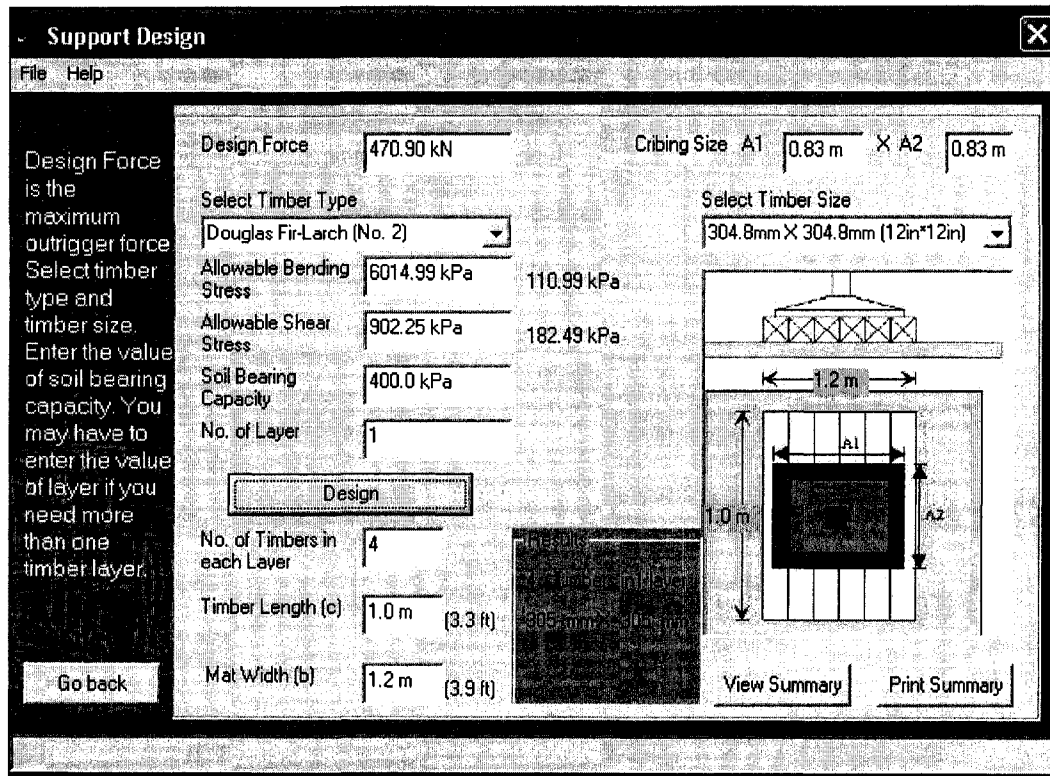 Support Design
File Help
Design Force
is the
maximum
outrigger force
Select timber
type and
timber size.
Enter the value
of soil bearing
capacity. You
may have to
enter the value
of layer if you
need more
than one
timber layer.
Go back
Design Force 470.90 kN
Cribing Size A1 0.83 m X A2 0.83 m
Select Timber Type
Douglas Fir-Larch (No. 2)
Select Timber Size
304.8mm X 304.8mm (12in*12in)
Allowable Bending
Stress
6014.99 kPa 110.99 kPa
Allowable Shear
Stress
902.25 kPa 182.49 kPa
Soil Bearing
Capacity
400.0 kPa
No. of Layer
1
Design
No. of Timbers in
each Layer
4
Timber Length (c) 1.0 m (3.3 ft)
Mat Width (b) 1.2 m (3.9 ft)
Results
305 mm
1.2 m
A1
1.0 m
A2
View Summary
Print Summary